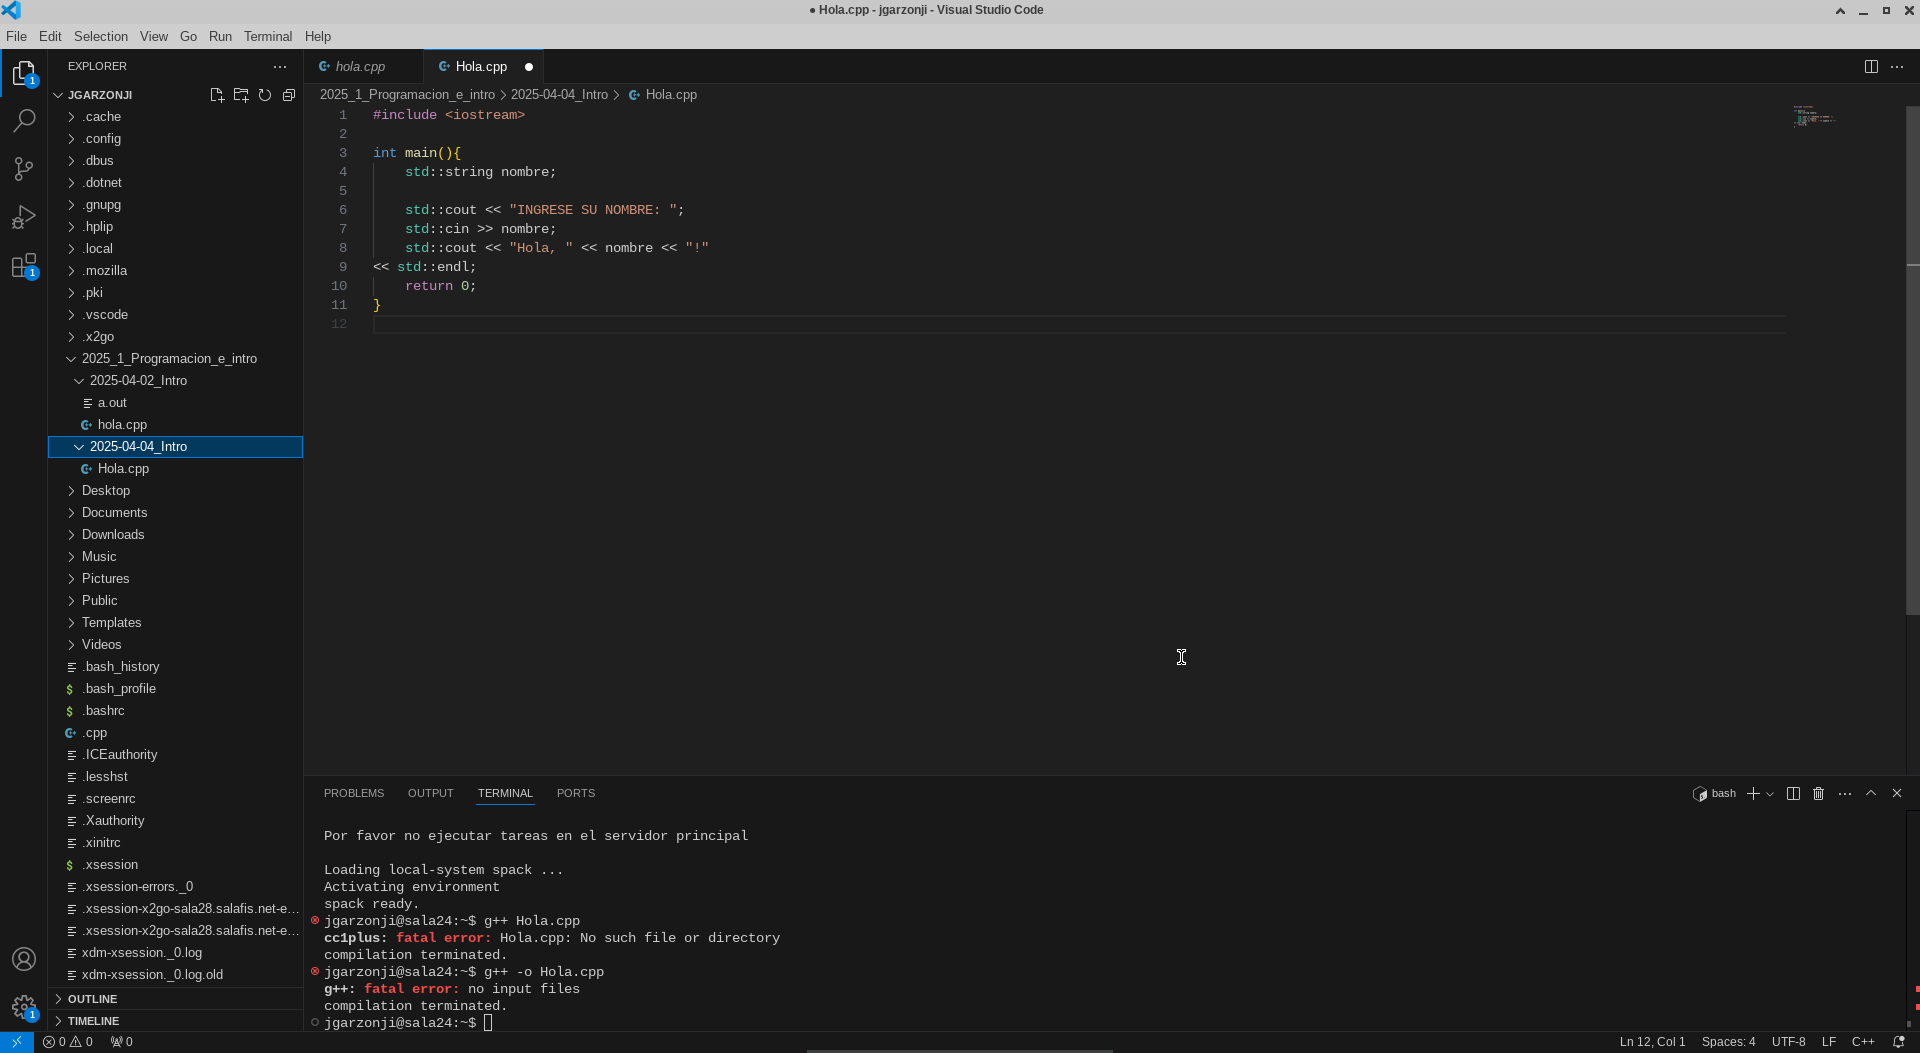 ● Hola.cpp - jgarzonji - Visual Studio Code
File Edit Selection View Go Run Terminal Help
EXPLORER
JGARZONJI
.cache
.config
.dbus
.dotnet
.gnupg
.hplip
.local
.mozilla
.pki
.vscode
.x2go
2025_1_Programacion_e_intro
2025-04-02_Intro
a.out
hola.cpp
2025-04-04_Intro
Hola.cpp
Desktop
Documents
Downloads
Music
Pictures
Public
Templates
Videos
.bash_history
.bash_profile
.bashrc
.cpp
.ICEauthority
.lesshst
.screenrc
.Xauthority
.xinitrc
.xsession
.xsession-errors._0
.xsession-x2go-sala28.salafis.net-e...
.xsession-x2go-sala28.salafis.net-e...
xdm-xsession._0.log
xdm-xsession._0.log.old
OUTLINE
TIMELINE
1
1
1
hola.cpp Hola.cpp
2025_1_Programacion_e_intro > 2025-04-04_Intro > Hola.cpp
1 #include <iostream>
2
3 int main(){
4     std::string nombre;
5
6     std::cout << "INGRESE SU NOMBRE: ";
7     std::cin >> nombre;
8     std::cout << "Hola, " << nombre << "!"
9 << std::endl;
10     return 0;
11 }
12
PROBLEMS OUTPUT TERMINAL PORTS
bash
Por favor no ejecutar tareas en el servidor principal
Loading local-system spack ...
Activating environment
spack ready.
jgarzonji@sala24:~$ g++ Hola.cpp
cc1plus: fatal error: Hola.cpp: No such file or directory
compilation terminated.
jgarzonji@sala24:~$ g++ -o Hola.cpp
g++: fatal error: no input files
compilation terminated.
jgarzonji@sala24:~$
0 0 0 Ln 12, Col 1 Spaces: 4 UTF-8 LF C++